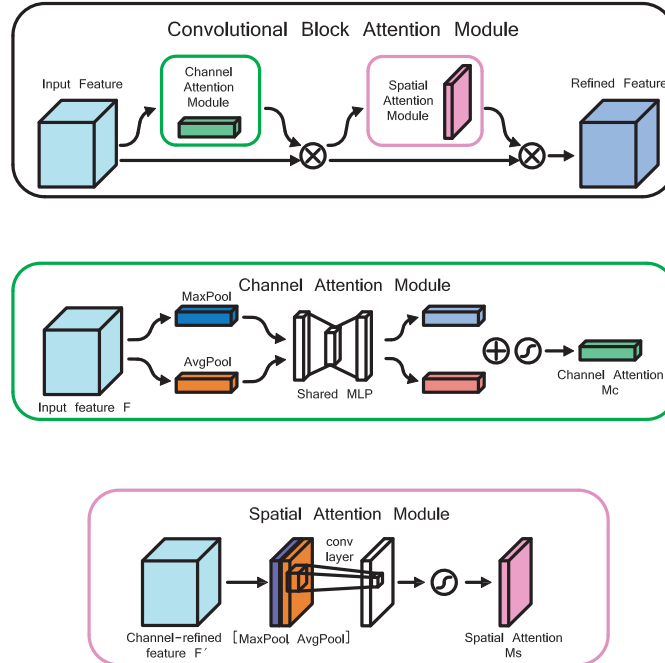 Convolutional Block Attention Module
Input Feature
Channel
Attention
Module
Spatial
Attention
Module
Refined Feature
Channel Attention Module
MaxPool
AvgPool
Input feature F
Shared MLP
Channel Attention
Mc
Spatial Attention Module
conv
layer
Channel-refined
feature F′
[MaxPool, AvgPool]
Spatial Attention
Ms